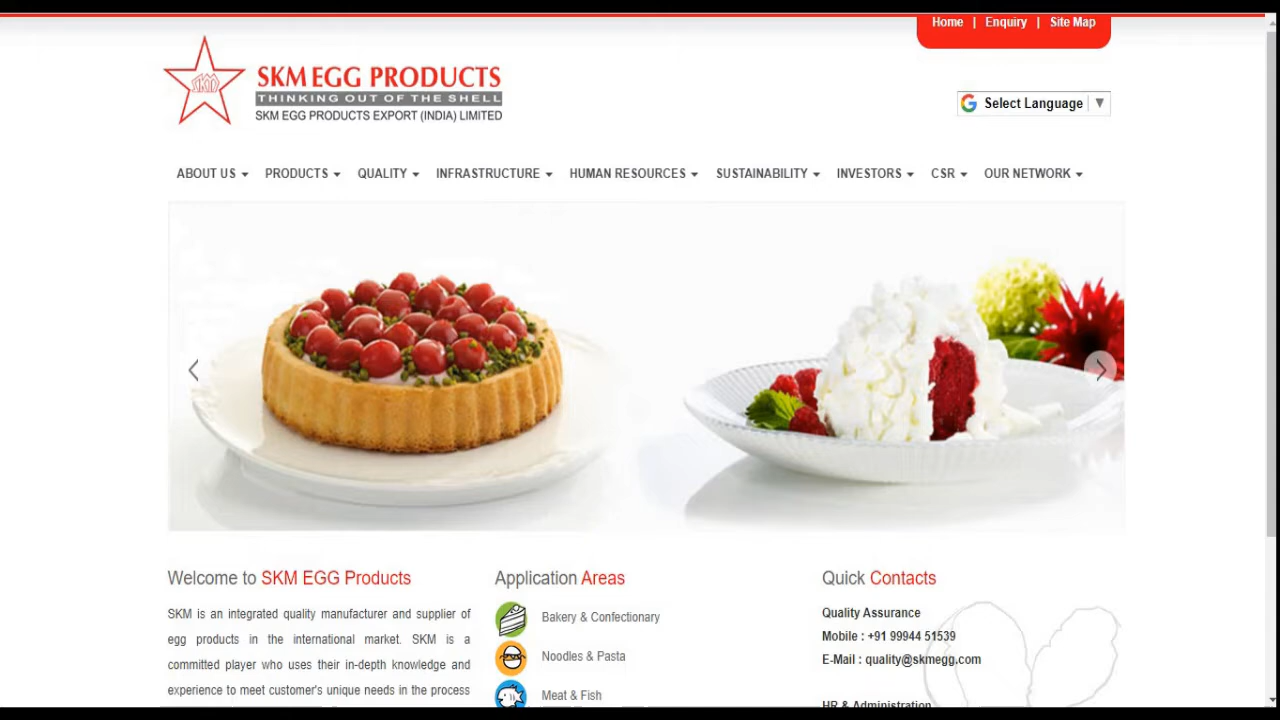 Home | Enquiry | Site Map
SKM
SKM EGG PRODUCTS
THINKING OUT OF THE SHELL
SKM EGG PRODUCTS EXPORT (INDIA) LIMITED
Select Language
ABOUT US PRODUCTS QUALITY INFRASTRUCTURE HUMAN RESOURCES SUSTAINABILITY INVESTORS CSR OUR NETWORK
Welcome to SKM EGG Products
SKM is an integrated quality manufacturer and supplier of
egg products in the international market. SKM is a
committed player who uses their in-depth knowledge and
experience to meet customer's unique needs in the process
Application Areas
Bakery & Confectionary
Noodles & Pasta
Meat & Fish
Quick Contacts
Quality Assurance
Mobile : +91 99944 51539
E-Mail : quality@skmegg.com
HR & Administration